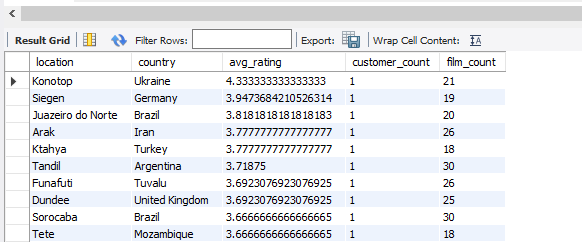 Result Grid Filter Rows: Export: Wrap Cell Content: IA
location country avg_rating customer_count film_count
Konotop Ukraine 4.333333333333333 1 21
Siegen Germany 3.9473684210526314 1 19
Juazeiro do Norte Brazil 3.8181818181818183 1 20
Arak Iran 3.7777777777777777 1 26
Ktahya Turkey 3.7777777777777777 1 18
Tandil Argentina 3.71875 1 30
Funafuti Tuvalu 3.6923076923076925 1 26
Dundee United Kingdom 3.6923076923076925 1 25
Sorocaba Brazil 3.6666666666666665 1 30
Tete Mozambique 3.6666666666666665 1 18